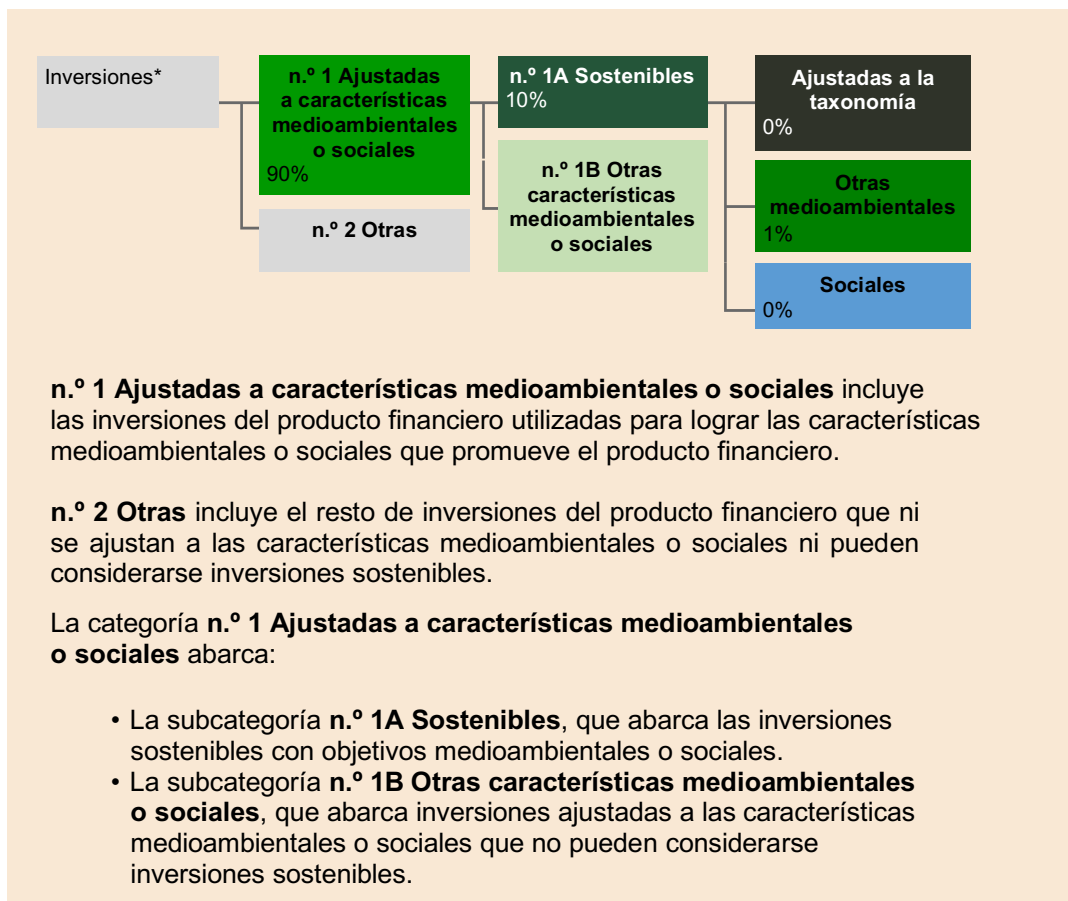 Inversiones*
n.º 1 Ajustadas
a características
medioambientales
o sociales
90%
n.º 2 Otras
n.º 1A Sostenibles
10%
n.º 1B Otras
características
medioambientales
o sociales
Ajustadas a la
taxonomía
0%
Otras
medioambientales
1%
Sociales
0%
n.º 1 Ajustadas a características medioambientales o sociales incluye
las inversiones del producto financiero utilizadas para lograr las características
medioambientales o sociales que promueve el producto financiero.
n.º 2 Otras incluye el resto de inversiones del producto financiero que ni
se ajustan a las características medioambientales o sociales ni pueden
considerarse inversiones sostenibles.
La categoría n.º 1 Ajustadas a características medioambientales
o sociales abarca:
• La subcategoría n.º 1A Sostenibles, que abarca las inversiones
sostenibles con objetivos medioambientales o sociales.
• La subcategoría n.º 1B Otras características medioambientales
o sociales, que abarca inversiones ajustadas a las características
medioambientales o sociales que no pueden considerarse
inversiones sostenibles.